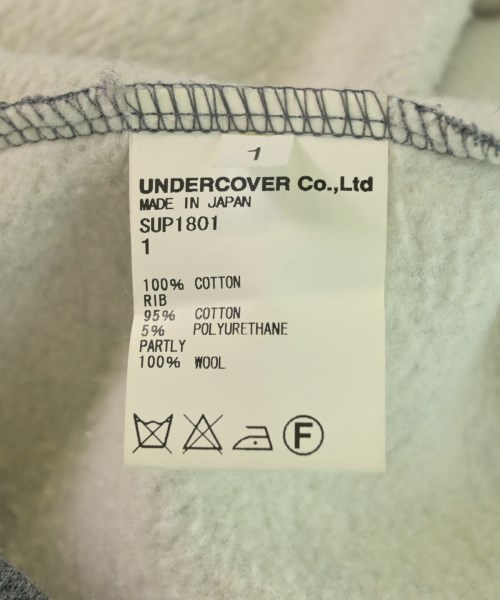 1
UNDERCOVER Co.,Ltd
MADE IN JAPAN
SUP1801
1
100% COTTON
RIB
95% COTTON
5% POLYURETHANE
PARTLY
100% WOOL
F